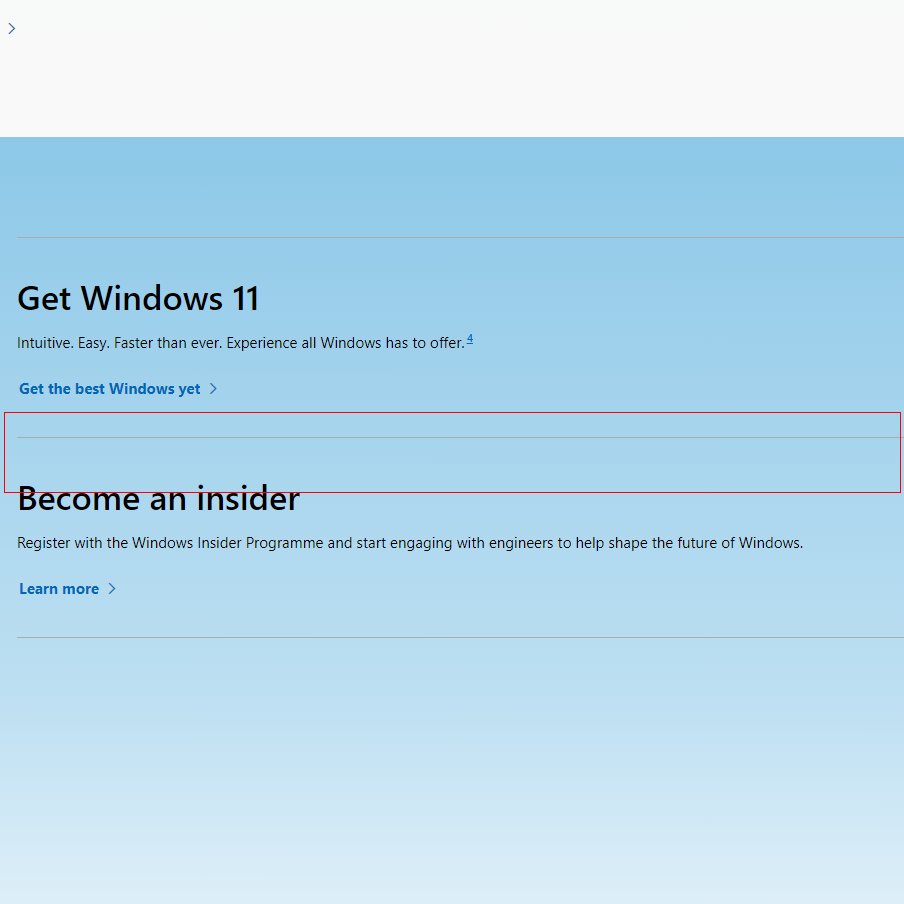 Get Windows 11
Intuitive. Easy. Faster than ever. Experience all Windows has to offer.4
Get the best Windows yet
Become an insider
Register with the Windows Insider Programme and start engaging with engineers to help shape the future of Windows.
Learn more